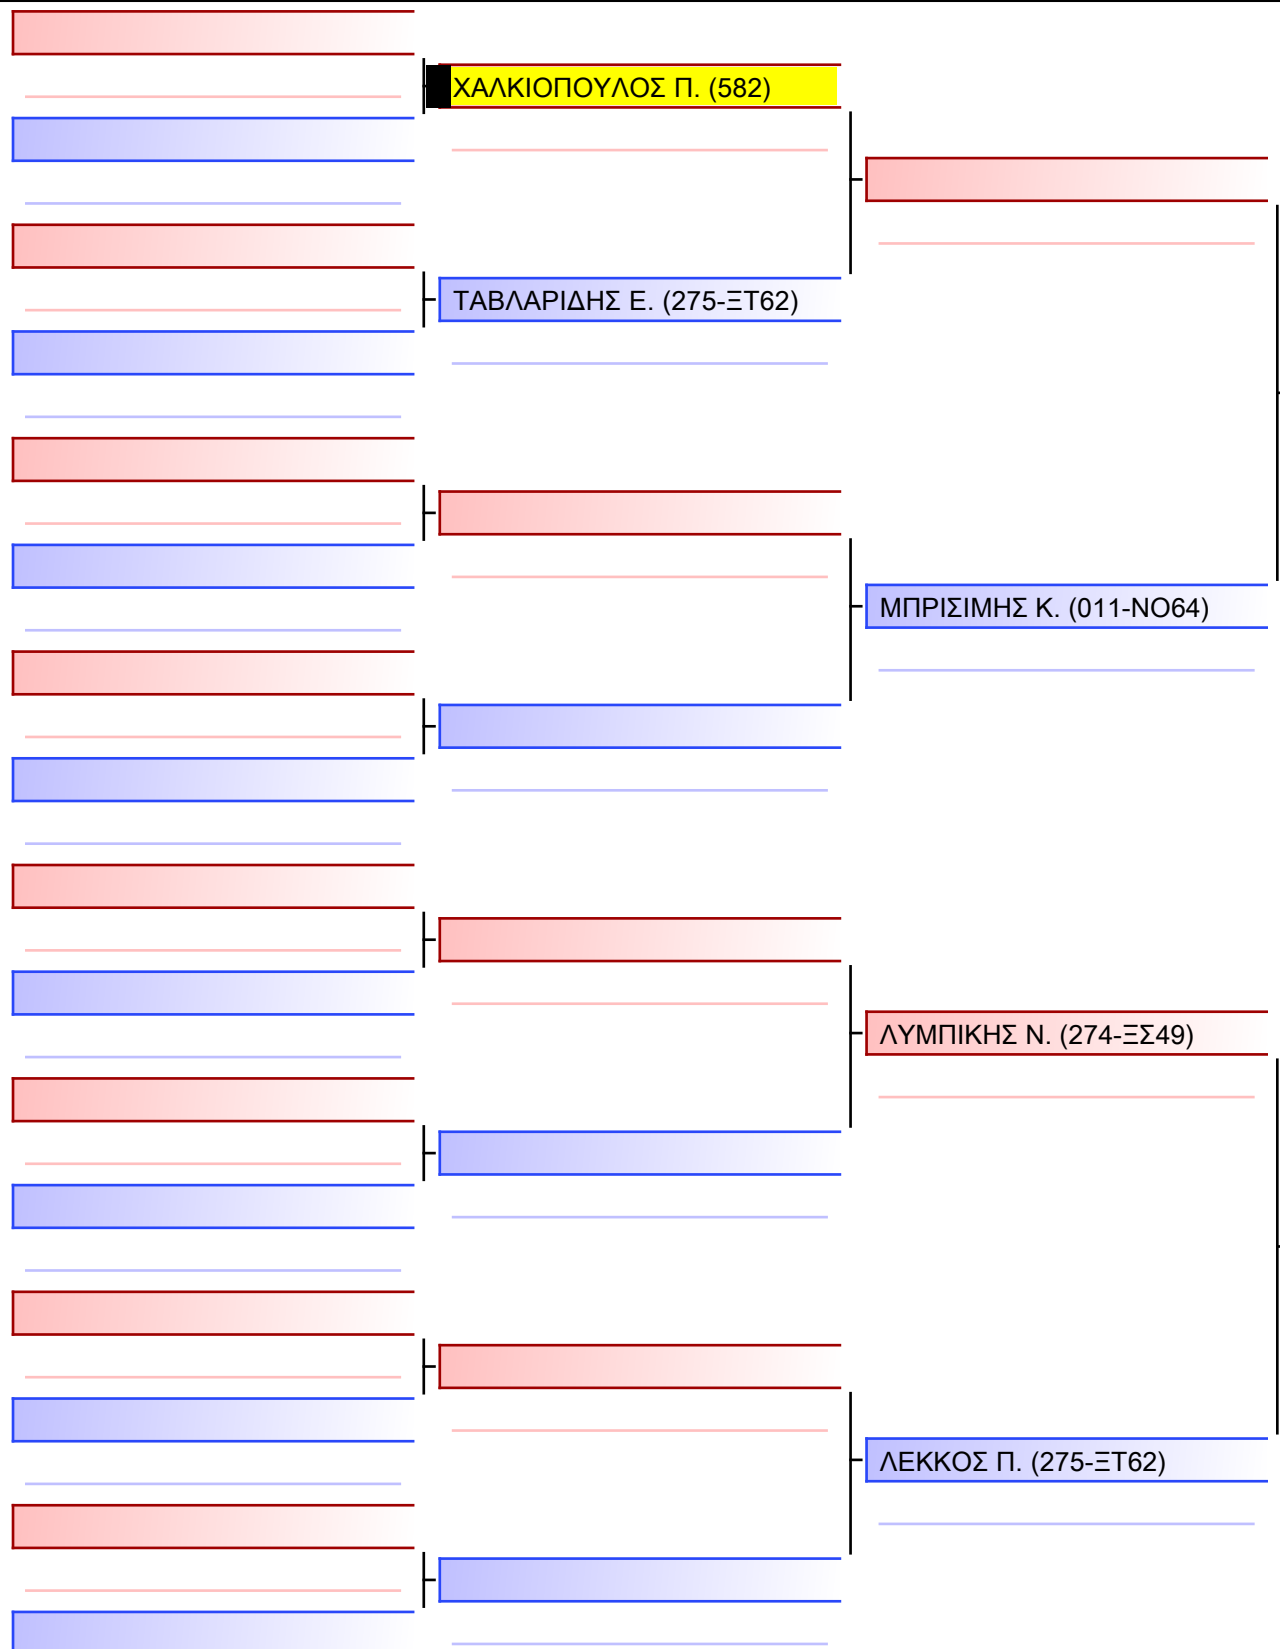 ΧΑΛΚΙΟΠΟΥΛΟΣ Π. (582)
ΤΑΒΛΑΡΙΔΗΣ Ε. (275-ΞΤ62)
ΜΠΡΙΣΙΜΗΣ Κ. (011-ΝΟ64)
ΛΥΜΠΙΚΗΣ Ν. (274-ΞΣ49)
ΛΕΚΚΟΣ Π. (275-ΞΤ62)